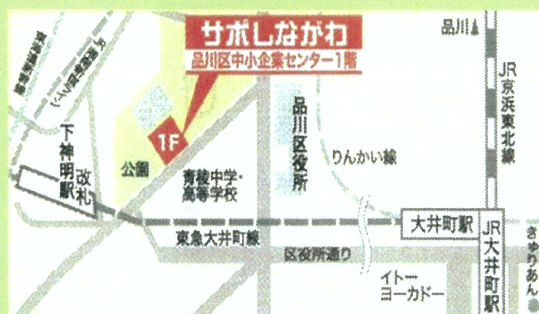 サポしながわ
品川区中小企業センター1階
1F
品川
JR京浜東北線
品川区役所
りんかい線
下神明駅
改札
公園
青稜中学・
高等学校
東急大井町線
大井町駅
JR大井町駅
区役所通り
イトー
ヨーカドー
きゅりあん